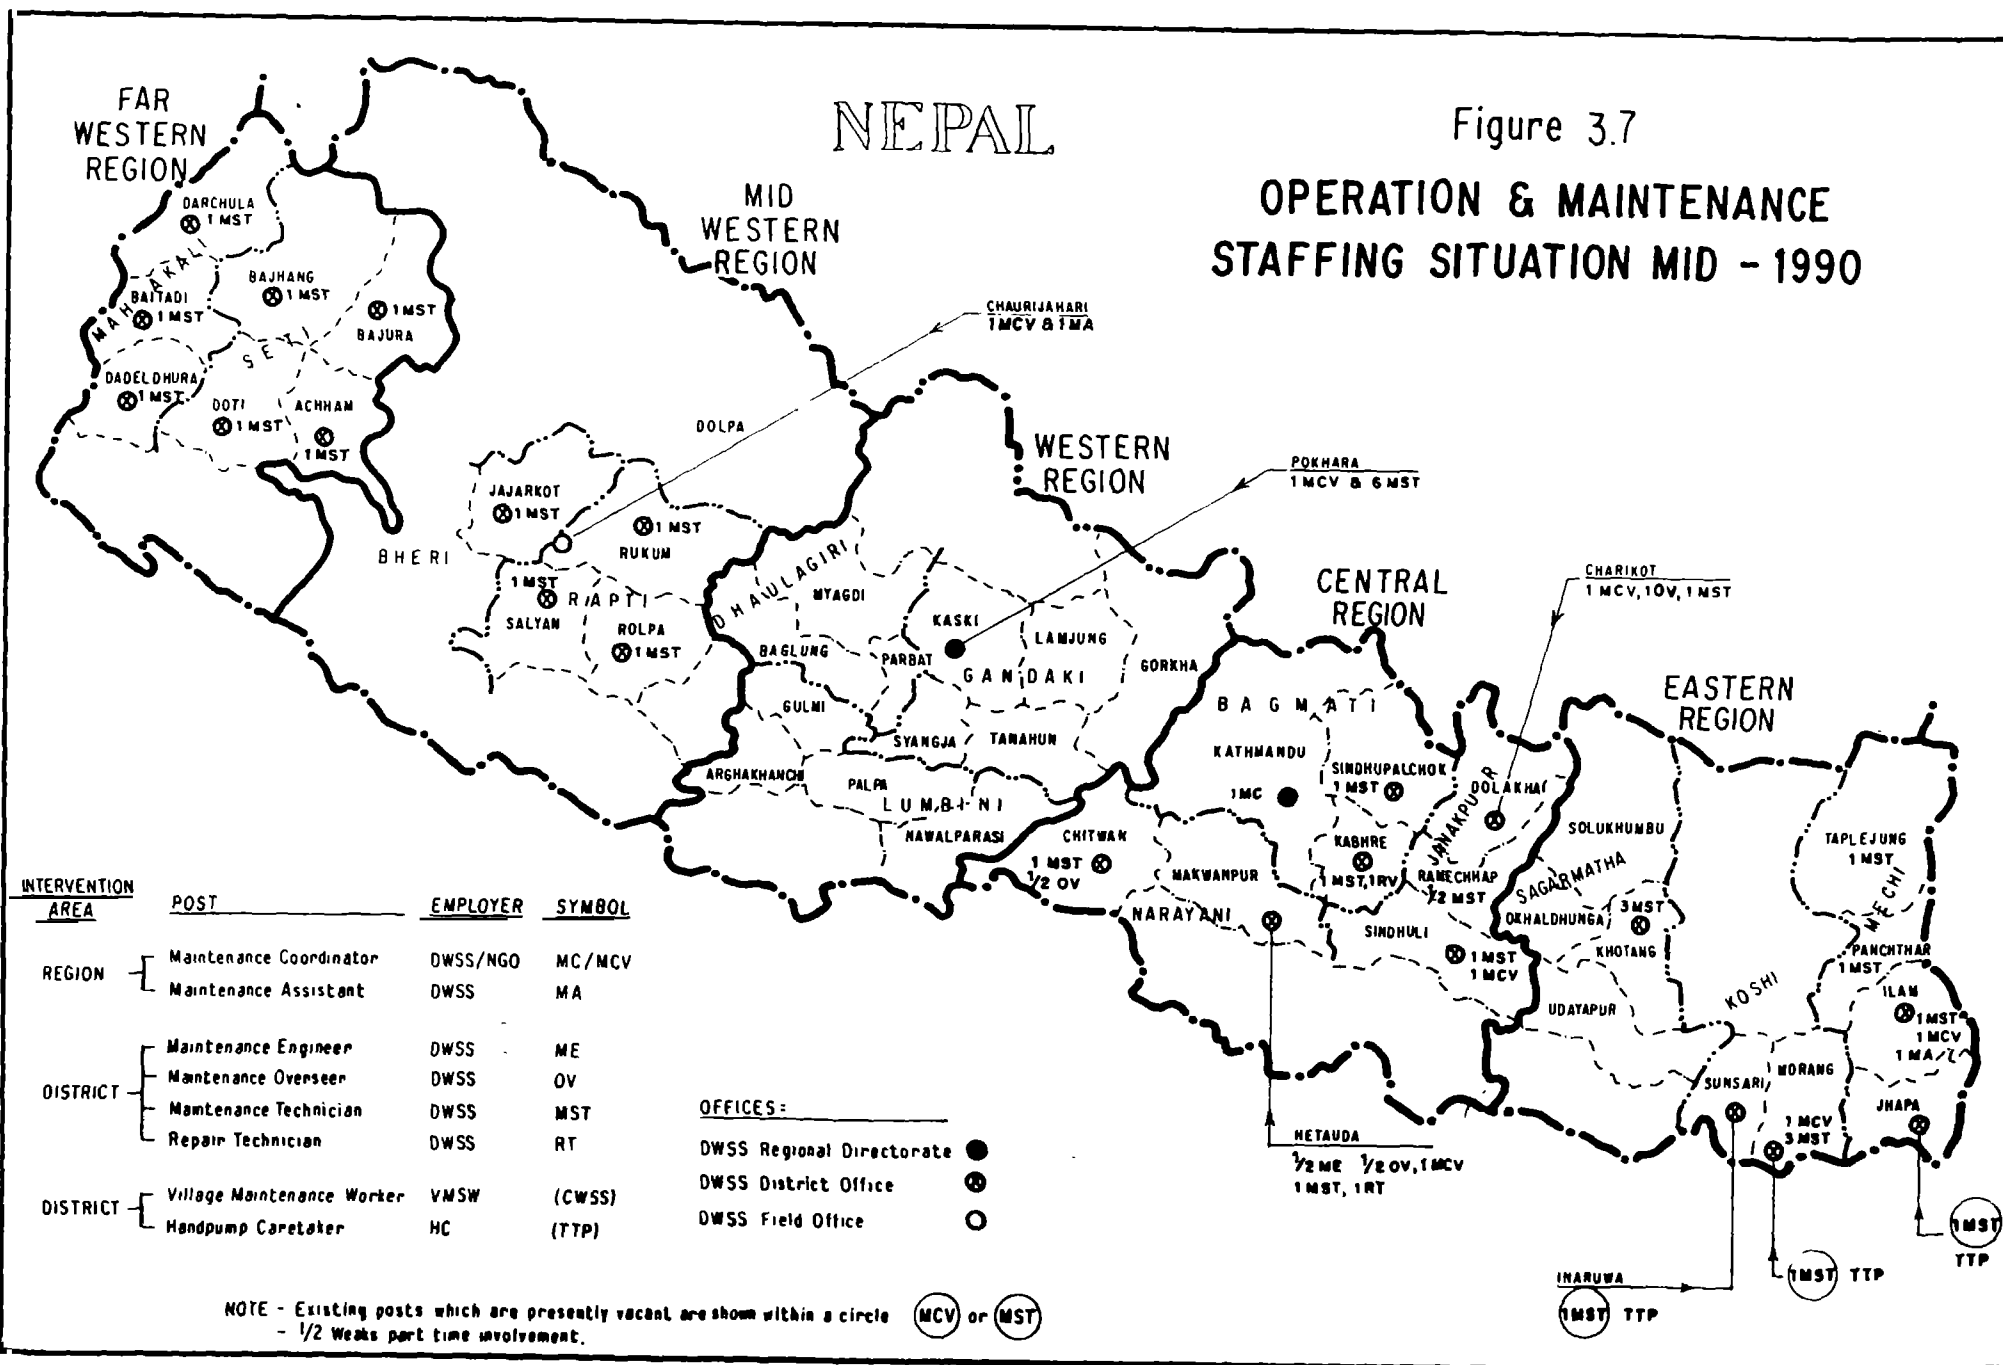 NEPAL
Figure 3.7
OPERATION & MAINTENANCE
STAFFING SITUATION MID - 1990
FAR
WESTERN
REGION
DARCHULA
1 MST
MAHAKALI
BAITADI
1 MST
BAJHANG
1 MST
1 MST
BAJURA
SETI
DADELDHURA
1 MST
DOTI
1 MST
ACHHAM
1 MST
MID
WESTERN
REGION
CHAURIJAHARI
1 MCV & 1 MA
DOLPA
JAJARKOT
1 MST
1 MST
RUKUM
BHERI
1 MST
RAPTI
SALYAN
ROLPA
1 MST
WESTERN
REGION
POKHARA
1 MCV & 6 MST
DHAULAGIRI
MYAGDI
KASKI
LAMJUNG
BAGLUNG
PARBAT
GANDAKI
GORKHA
GULMI
SYANGJA
TANAHUN
ARGHAKHANCHI
PALPA
LUMBINI
NAWALPARASI
CENTRAL
REGION
CHARIKOT
1 MCV, 1OV, 1 MST
BAGMATI
KATHMANDU
1 MC
SINDHUPALCHOK
1 MST
JANAKPUR
DOLAKHA
CHITWAN
1 MST
1/2 OV
MAKWANPUR
KABHRE
1 MST, 1RV
RAMECHHAP
1/2 MST
NARAYANI
SINDHULI
1 MST
1 MCV
HETAUDA
1/2 ME 1/2 OV, 1 MCV
1 MST, 1 RT
EASTERN
REGION
SOLUKHUMBU
SAGARMATHA
OKHALDHUNGA
3 MST
KHOTANG
UDAYAPUR
TAPLEJUNG
1 MST
MECHI
PANCHTHAR
1 MST
KOSHI
ILAM
1 MST
1 MCV
1 MA
SUNSARI
MORANG
1 MCV
3 MST
JHAPA
1MST
TTP
1MST TTP
INARUWA
1MST TTP
INTERVENTION
AREA
POST EMPLOYER SYMBOL
REGION
Maintenance Coordinator DWSS/NGO MC/MCV
Maintenance Assistant DWSS MA
DISTRICT
Maintenance Engineer DWSS ME
Maintenance Overseer DWSS OV
Maintenance Technician DWSS MST
Repair Technician DWSS RT
DISTRICT
Village Maintenance Worker VMSW (CWSS)
Handpump Caretaker HC (TTP)
OFFICES:
DWSS Regional Directorate
DWSS District Office
DWSS Field Office
NOTE - Existing posts which are presently vacant are shown within a circle MCV or MST
- 1/2 Weaks part time involvement.